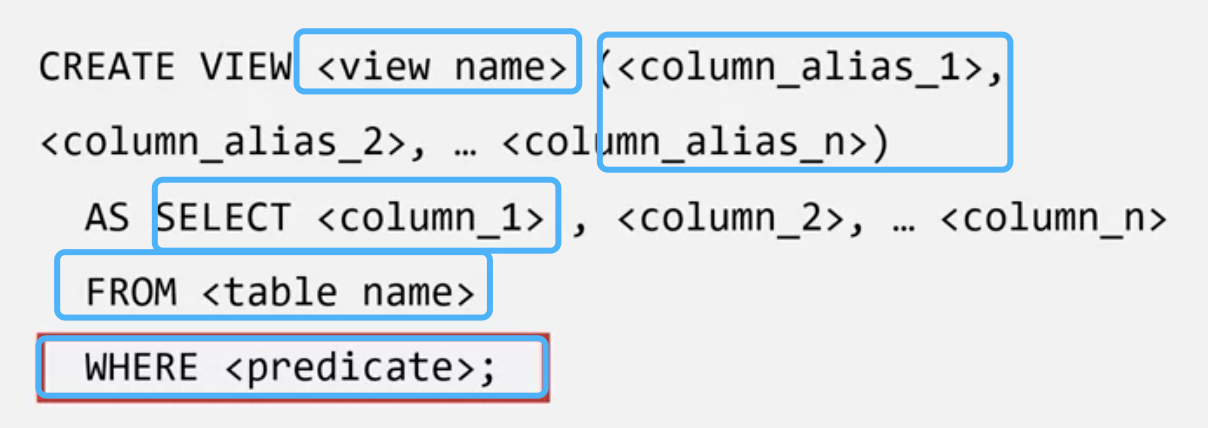 CREATE VIEW <view name> (<column_alias_1>,
<column_alias_2>, … <column_alias_n>)
AS SELECT <column_1> , <column_2>, … <column_n>
FROM <table name>
WHERE <predicate>;